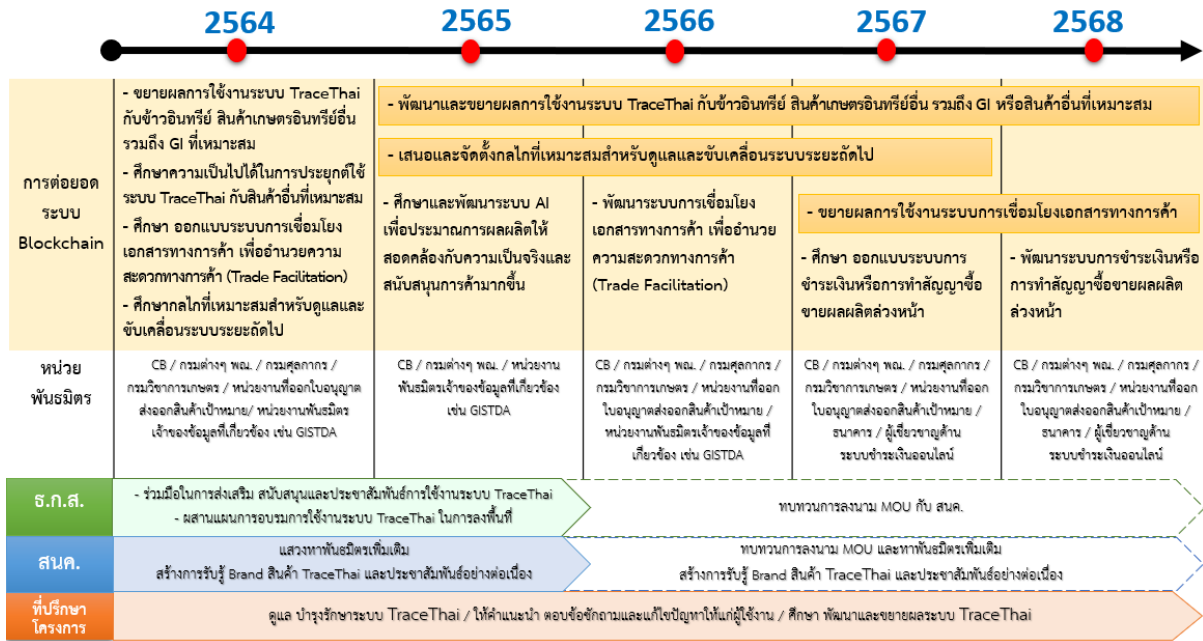 2564
2565
2566
2567
2568
การต่อยอด
ระบบ
Blockchain
- ขยายผลการใช้งานระบบ TraceThai
กับข้าวอินทรีย์ สินค้าเกษตรอินทรีย์อื่น
รวมถึง GI ที่เหมาะสม
- ศึกษาความเป็นไปได้ในการประยุกต์ใช้
ระบบ TraceThai กับสินค้าอื่นที่เหมาะสม
- ศึกษา ออกแบบระบบการเชื่อมโยง
เอกสารทางการค้า เพื่ออำนวยความ
สะดวกทางการค้า (Trade Facilitation)
- ศึกษากลไกที่เหมาะสมสำหรับดูแลและ
ขับเคลื่อนระบบระยะถัดไป
- พัฒนาและขยายผลการใช้งานระบบ TraceThai กับข้าวอินทรีย์ สินค้าเกษตรอินทรีย์อื่น รวมถึง GI หรือสินค้าอื่นที่เหมาะสม
- เสนอและจัดตั้งกลไกที่เหมาะสมสำหรับดูแลและขับเคลื่อนระบบระยะถัดไป
- ศึกษาและพัฒนาระบบ AI
เพื่อประมาณการผลผลิตให้
สอดคล้องกับความเป็นจริงและ
สนับสนุนการค้ามากขึ้น
- พัฒนาระบบการเชื่อมโยง
เอกสารทางการค้า เพื่ออำนวย
ความสะดวกทางการค้า
(Trade Facilitation)
- ขยายผลการใช้งานระบบการเชื่อมโยงเอกสารทางการค้า
- ศึกษา ออกแบบระบบการ
ชำระเงินหรือการทำสัญญาซื้อ
ขายผลผลิตล่วงหน้า
- พัฒนาระบบการชำระเงินหรือ
การทำสัญญาซื้อขายผลผลิต
ล่วงหน้า
หน่วย
พันธมิตร
CB / กรมต่างๆ พณ. / กรมศุลกากร /
กรมวิชาการเกษตร / หน่วยงานที่ออกใบอนุญาต
ส่งออกสินค้าเป้าหมาย/ หน่วยงานพันธมิตร
เจ้าของข้อมูลที่เกี่ยวข้อง เช่น GISTDA
CB / กรมต่างๆ พณ. / หน่วยงาน
พันธมิตรเจ้าของข้อมูลที่เกี่ยวข้อง
เช่น GISTDA
CB / กรมต่างๆ พณ. / กรมศุลกากร /
กรมวิชาการเกษตร / หน่วยงานที่ออก
ใบอนุญาตส่งออกสินค้าเป้าหมาย /
หน่วยงานพันธมิตรเจ้าของข้อมูลที่
เกี่ยวข้อง เช่น GISTDA
CB / กรมต่างๆ พณ. / กรมศุลกากร /
กรมวิชาการเกษตร / หน่วยงานที่ออก
ใบอนุญาตส่งออกสินค้าเป้าหมาย /
ธนาคาร / ผู้เชี่ยวชาญด้าน
ระบบชำระเงินออนไลน์
CB / กรมต่างๆ พณ. / กรมศุลกากร /
กรมวิชาการเกษตร / หน่วยงานที่ออก
ใบอนุญาตส่งออกสินค้าเป้าหมาย /
ธนาคาร / ผู้เชี่ยวชาญด้าน
ระบบชำระเงินออนไลน์
ธ.ก.ส.
- ร่วมมือในการส่งเสริม สนับสนุนและประชาสัมพันธ์การใช้งานระบบ TraceThai
- ผสานแผนการอบรมการใช้งานระบบ TraceThai ในการลงพื้นที่
ทบทวนการลงนาม MOU กับ สนค.
สนค.
แสวงหาพันธมิตรเพิ่มเติม
สร้างการรับรู้ Brand สินค้า TraceThai และประชาสัมพันธ์อย่างต่อเนื่อง
ทบทวนการลงนาม MOU และหาพันธมิตรเพิ่มเติม
สร้างการรับรู้ Brand สินค้า TraceThai และประชาสัมพันธ์อย่างต่อเนื่อง
ที่ปรึกษา
โครงการ
ดูแล บำรุงรักษาระบบ TraceThai / ให้คำแนะนำ ตอบข้อซักถามและแก้ไขปัญหาให้แก่ผู้ใช้งาน / ศึกษา พัฒนาและขยายผลระบบ TraceThai